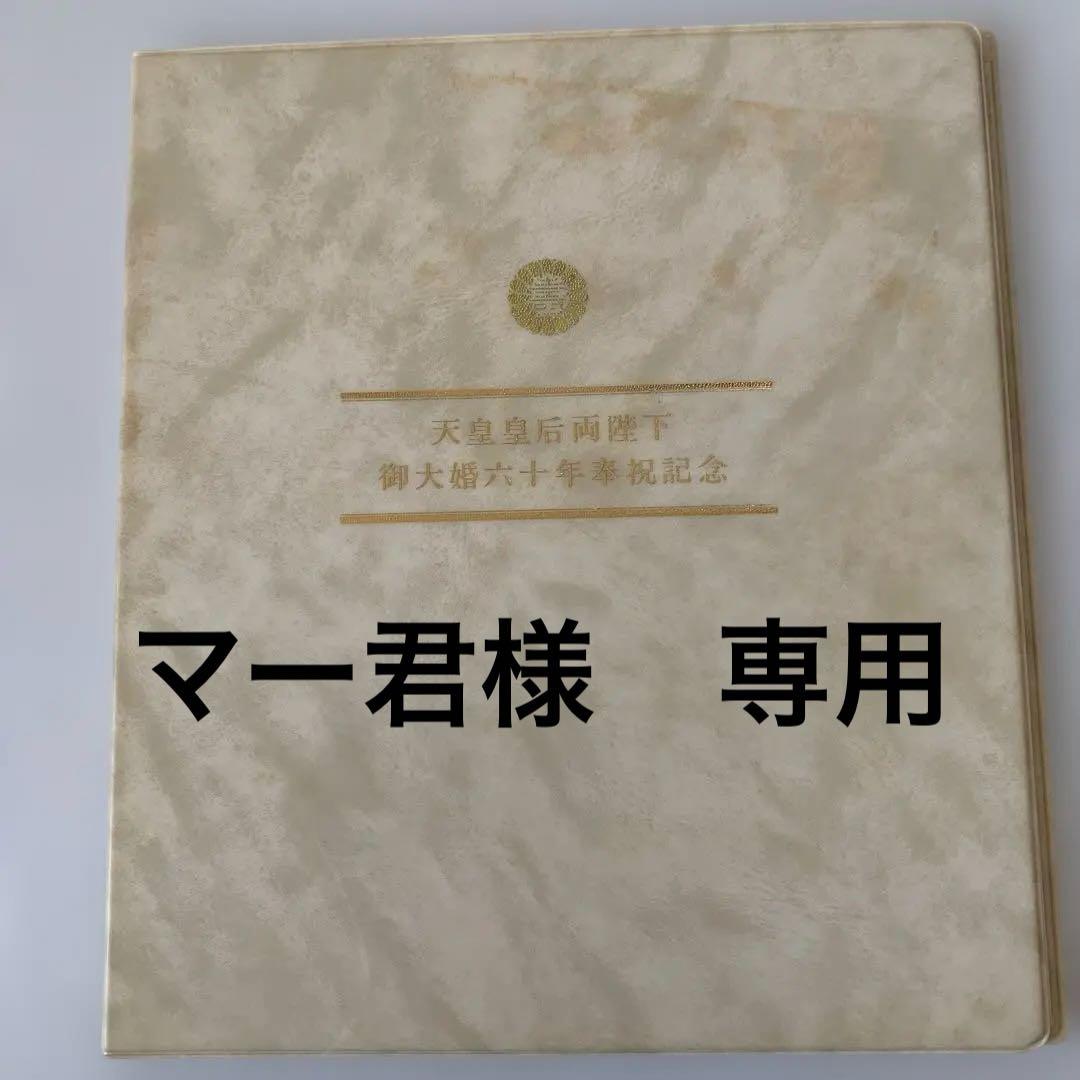 天皇皇后両陛下
御大婚六十年奉祝記念
マー君様　専用